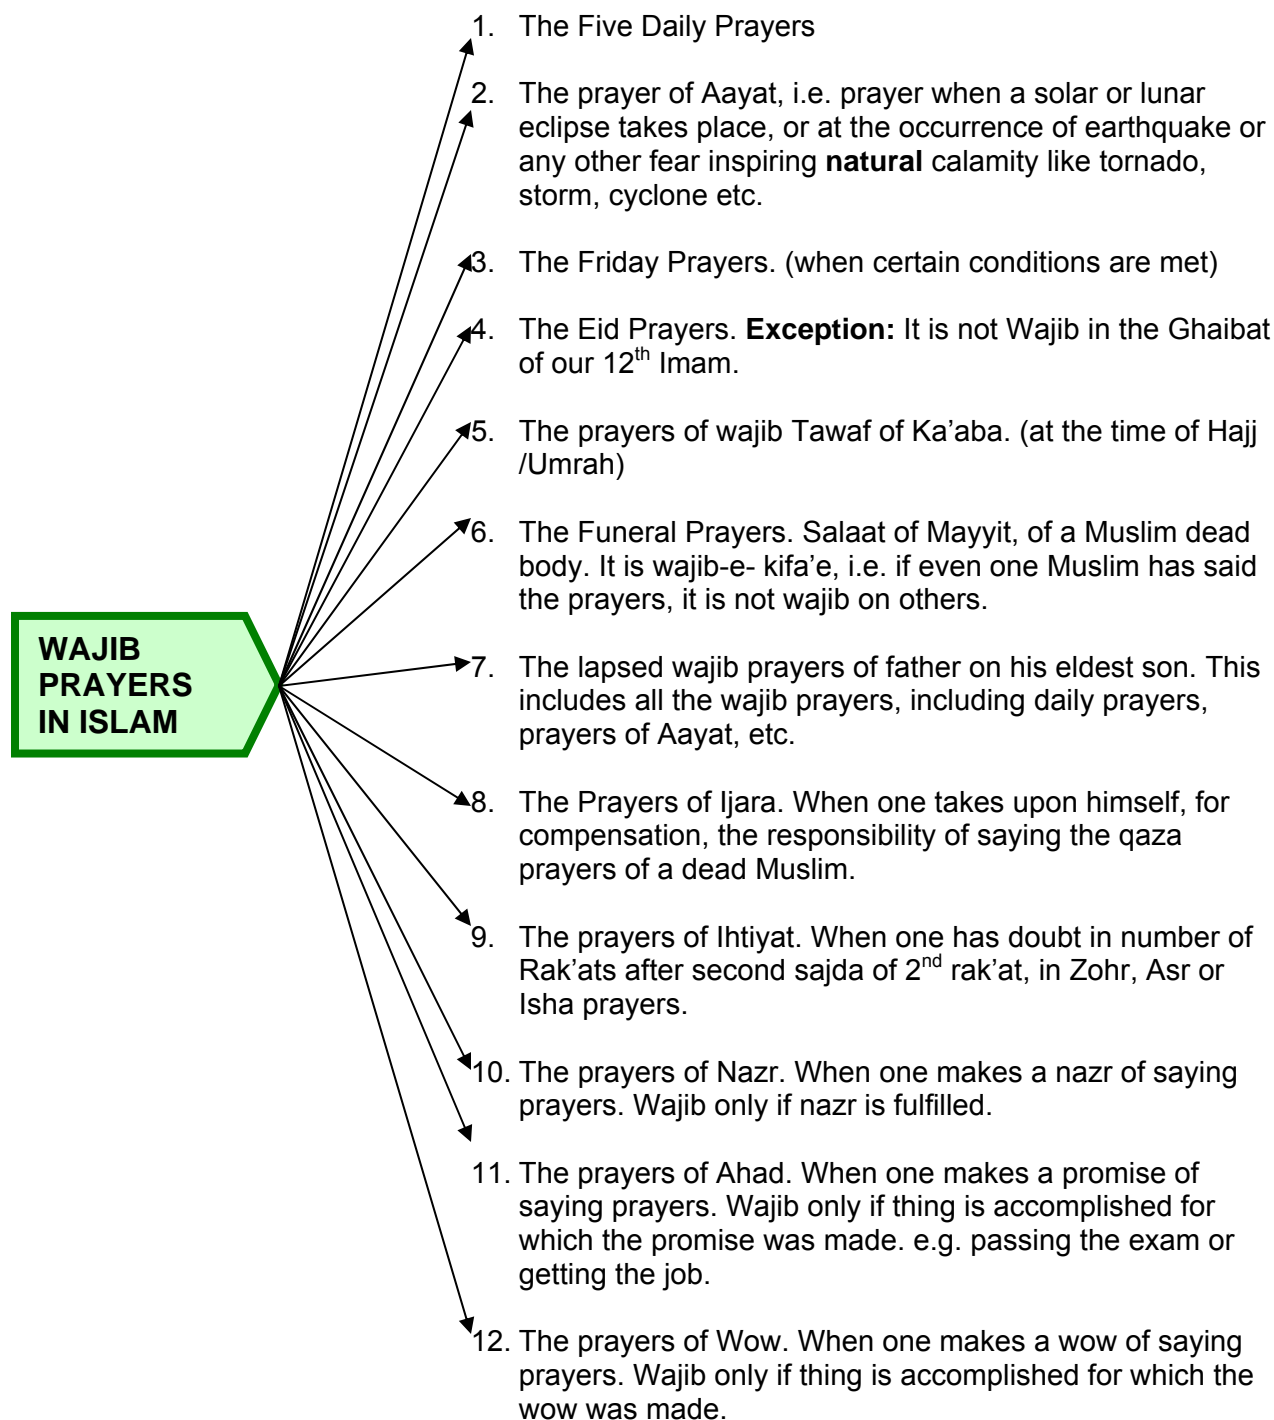 1. The Five Daily Prayers
2. The prayer of Aayat, i.e. prayer when a solar or lunar
eclipse takes place, or at the occurrence of earthquake or
any other fear inspiring natural calamity like tornado,
storm, cyclone etc.
3. The Friday Prayers. (when certain conditions are met)
4. The Eid Prayers. Exception: It is not Wajib in the Ghaibat
of our 12th Imam.
5. The prayers of wajib Tawaf of Ka’aba. (at the time of Hajj
/Umrah)
6. The Funeral Prayers. Salaat of Mayyit, of a Muslim dead
body. It is wajib-e- kifa’e, i.e. if even one Muslim has said
the prayers, it is not wajib on others.
WAJIB
PRAYERS
IN ISLAM
7. The lapsed wajib prayers of father on his eldest son. This
includes all the wajib prayers, including daily prayers,
prayers of Aayat, etc.
8. The Prayers of Ijara. When one takes upon himself, for
compensation, the responsibility of saying the qaza
prayers of a dead Muslim.
9. The prayers of Ihtiyat. When one has doubt in number of
Rak’ats after second sajda of 2nd rak’at, in Zohr, Asr or
Isha prayers.
10. The prayers of Nazr. When one makes a nazr of saying
prayers. Wajib only if nazr is fulfilled.
11. The prayers of Ahad. When one makes a promise of
saying prayers. Wajib only if thing is accomplished for
which the promise was made. e.g. passing the exam or
getting the job.
12. The prayers of Wow. When one makes a wow of saying
prayers. Wajib only if thing is accomplished for which the
wow was made.